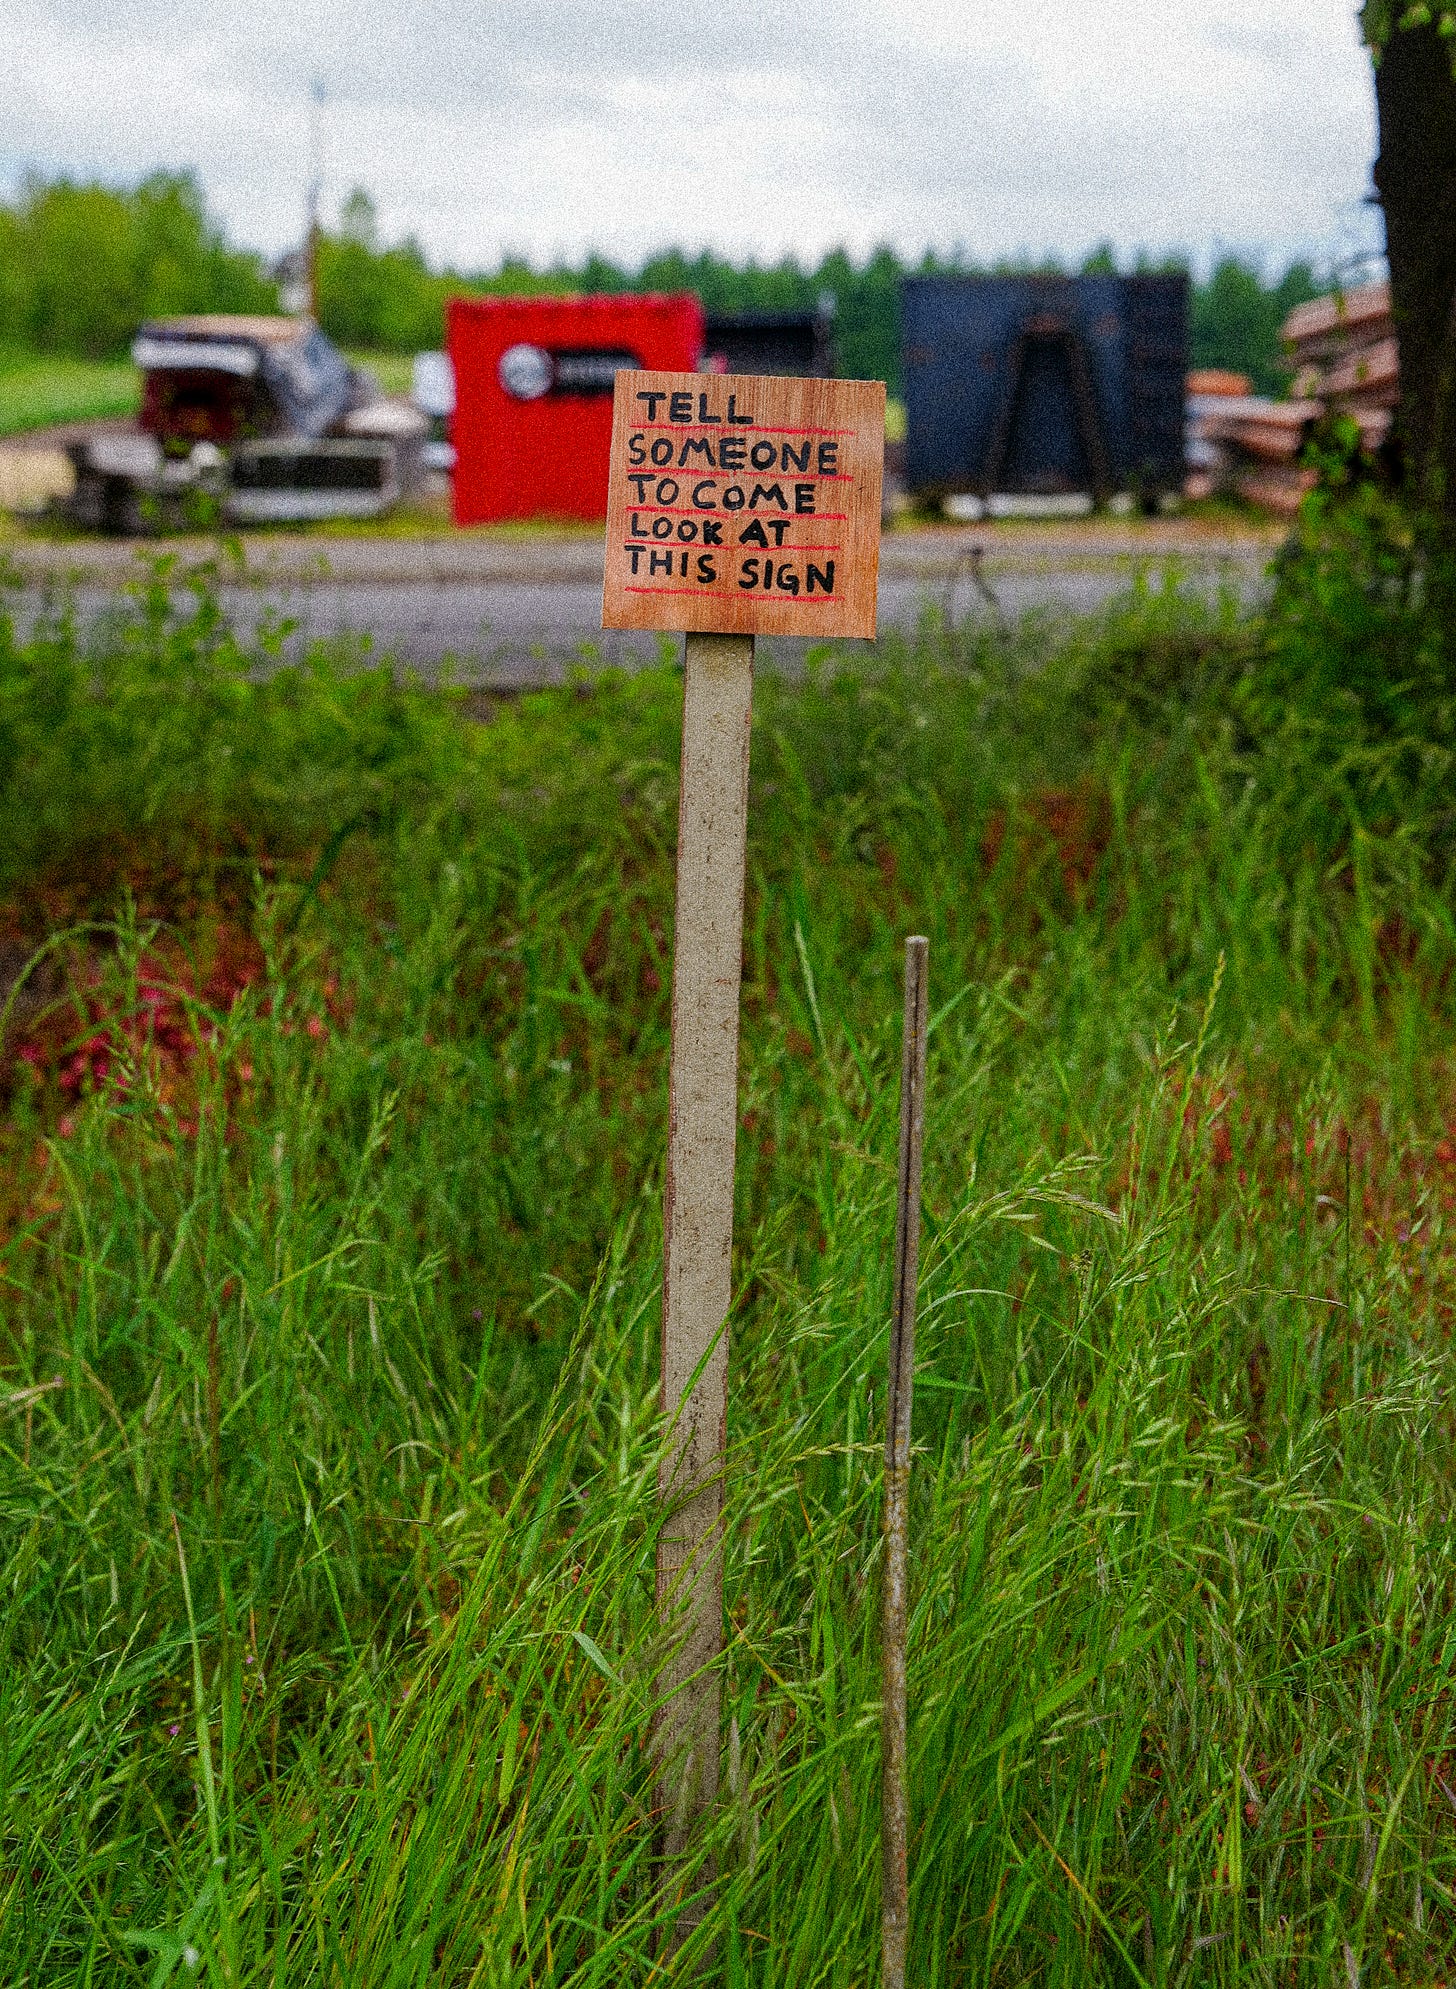 TELL
SOMEONE
TO COME
LOOK AT
THIS SIGN